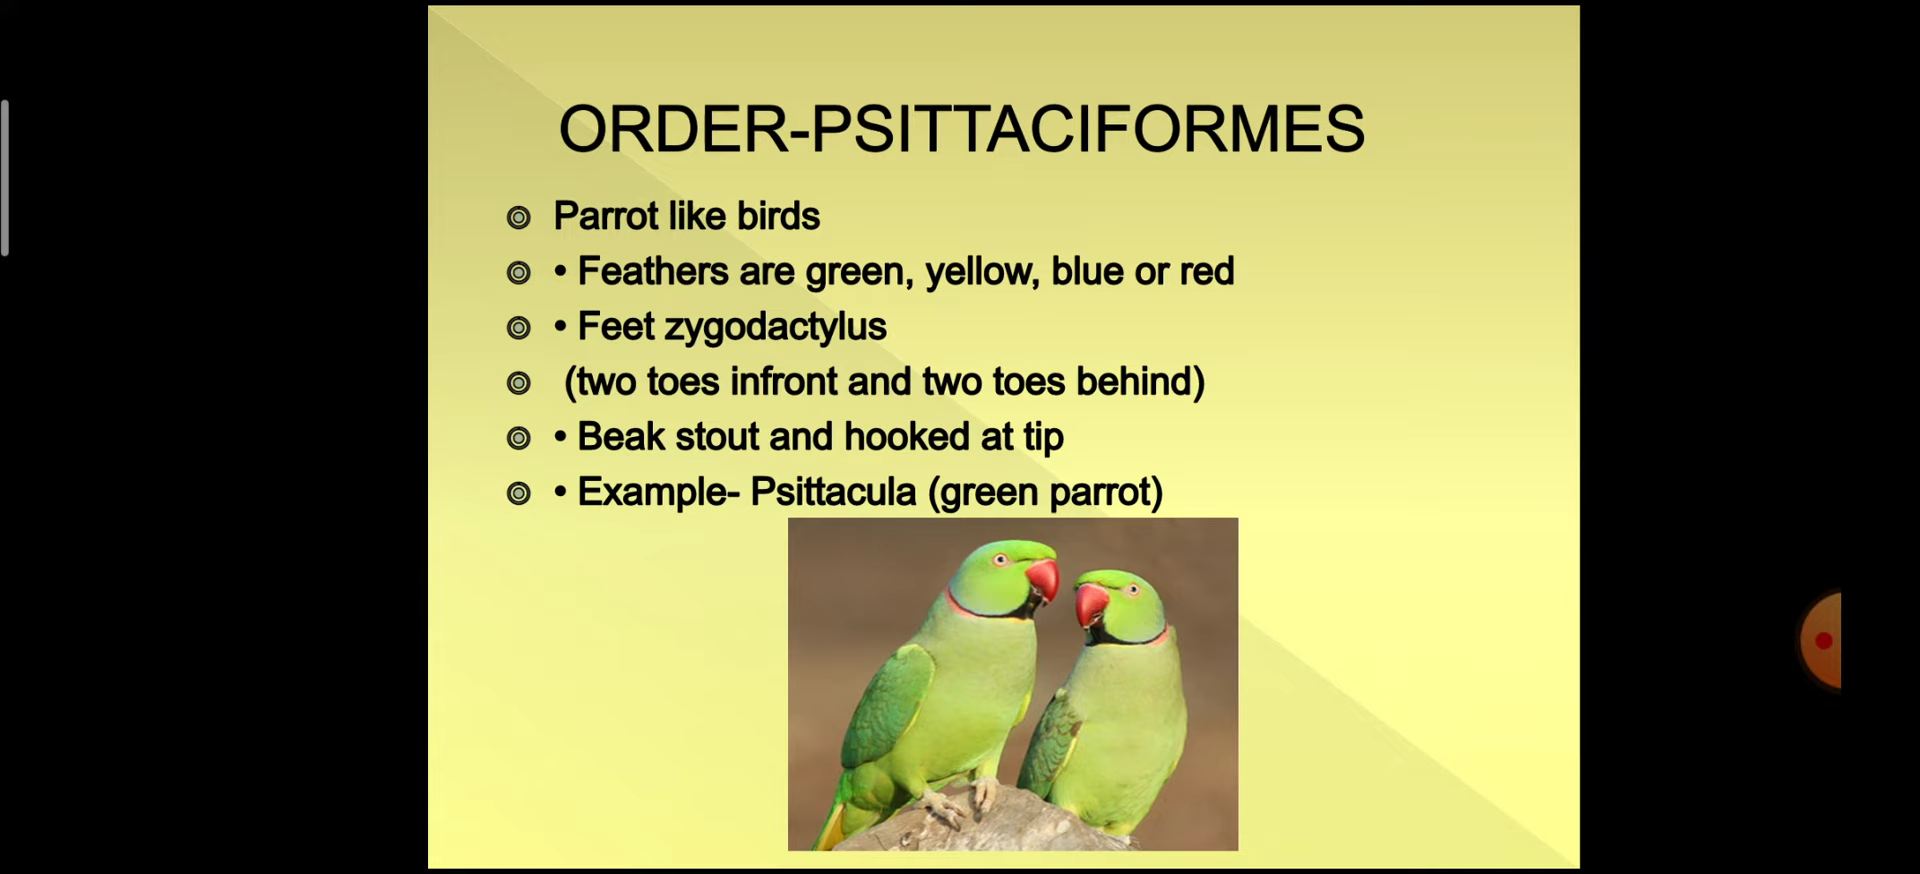 ORDER-PSITTACIFORMES
Parrot like birds
• Feathers are green, yellow, blue or red
• Feet zygodactylus
(two toes infront and two toes behind)
• Beak stout and hooked at tip
• Example- Psittacula (green parrot)